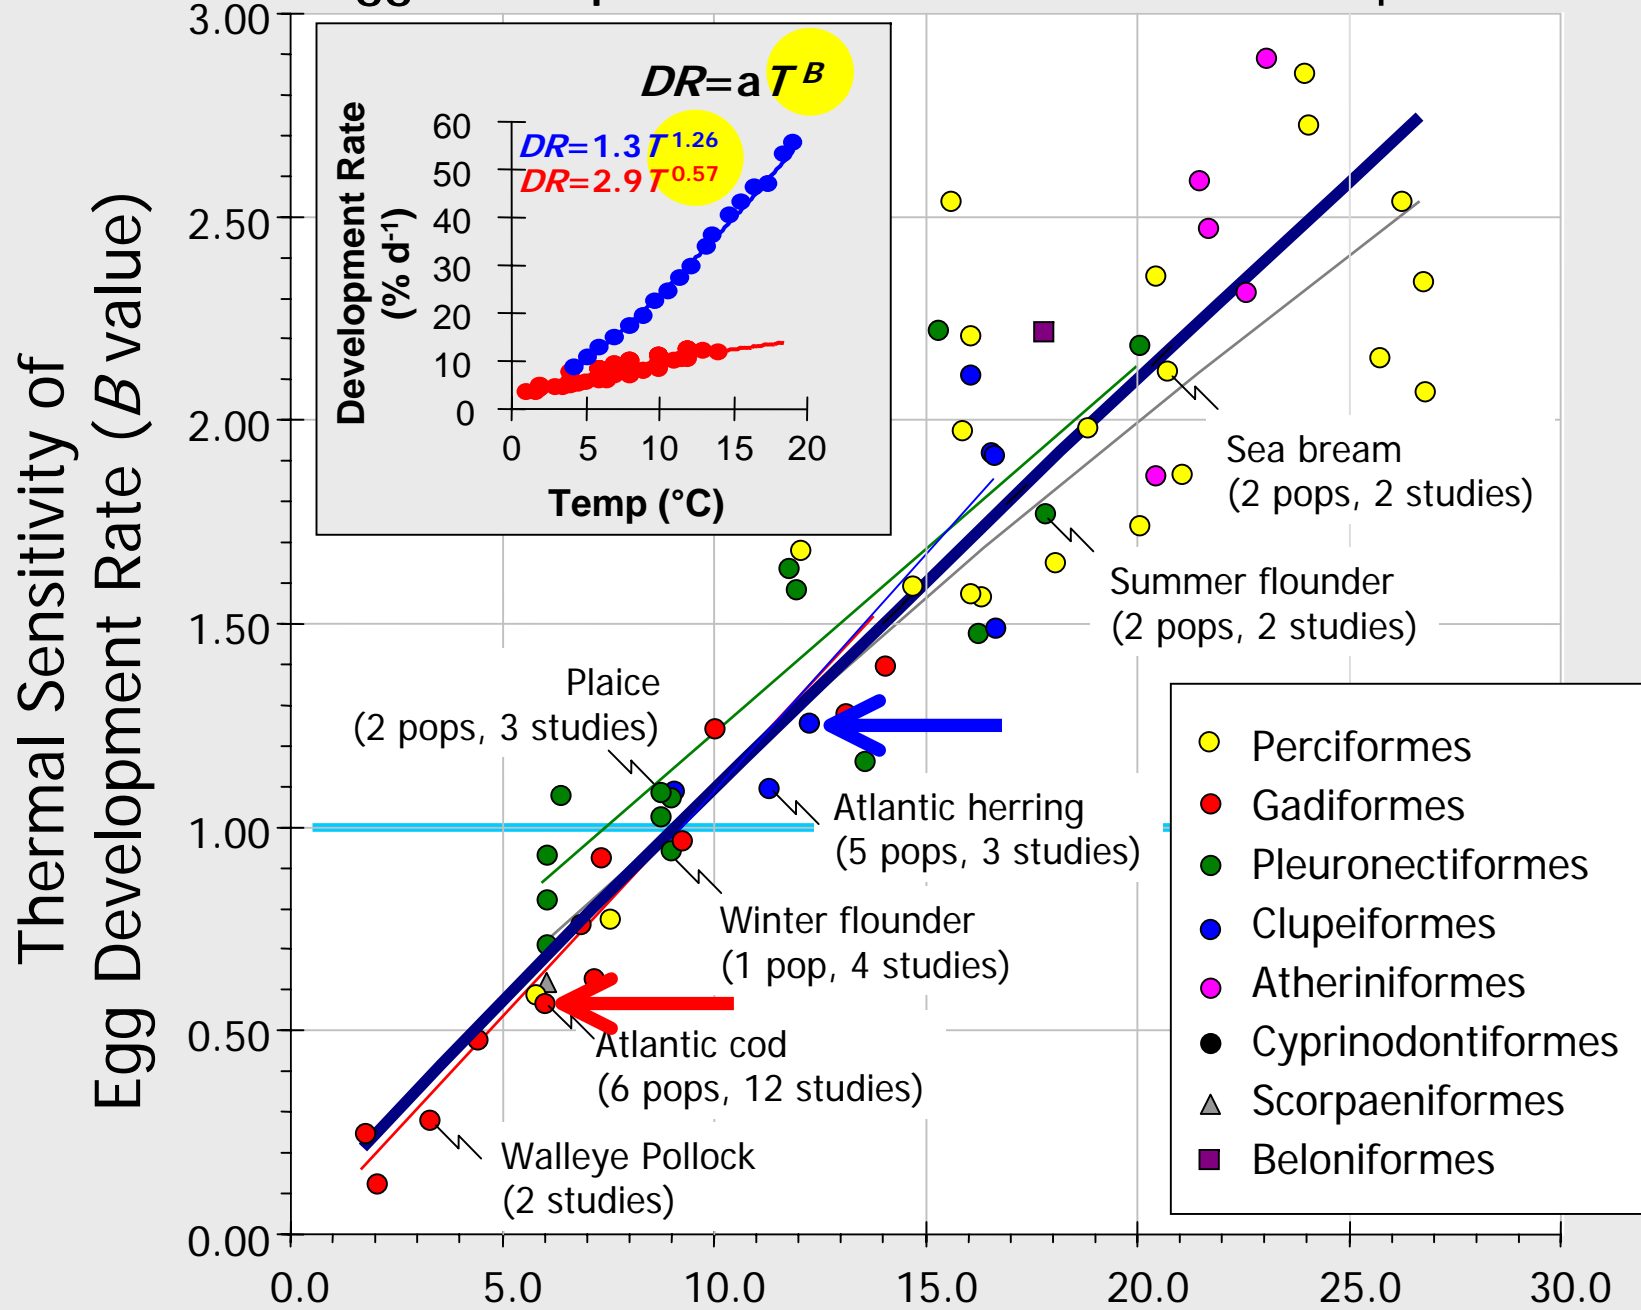 Thermal Sensitivity of
Egg Development Rate (B value)
3.00
2.50
2.00
1.50
1.00
0.50
0.00
0.0
5.0
10.0
15.0
20.0
25.0
30.0
DR=aT^B
DR=1.3T^1.26
DR=2.9T^0.57
Development Rate
(% d^-1)
60
50
40
30
20
10
0
0
5
10
15
20
Temp (°C)
Sea bream
(2 pops, 2 studies)
Summer flounder
(2 pops, 2 studies)
Plaice
(2 pops, 3 studies)
Atlantic herring
(5 pops, 3 studies)
Winter flounder
(1 pop, 4 studies)
Atlantic cod
(6 pops, 12 studies)
Walleye Pollock
(2 studies)
Perciformes
Gadiformes
Pleuronectiformes
Clupeiformes
Atheriniformes
Cyprinodontiformes
Scorpaeniformes
Beloniformes